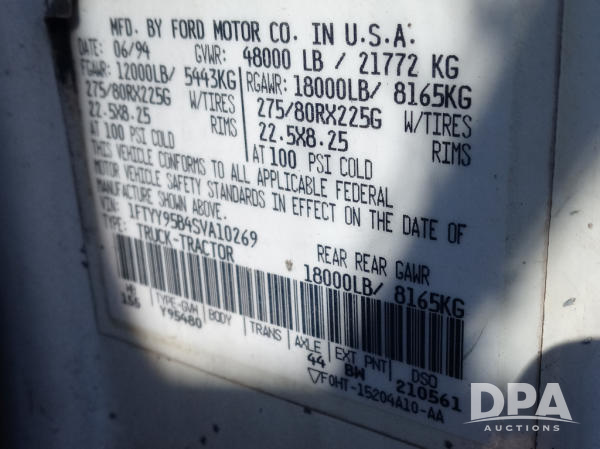 MFD. BY FORD MOTOR CO. IN U.S.A.
DATE: 06/94 GVWR: 48000 LB / 21772 KG
FGAWR: 12000LB/ 5443KG RGAWR: 18000LB/ 8165KG
275/80RX225G W/TIRES 275/80RX225G W/TIRES
22.5X8.25 RIMS 22.5X8.25 RIMS
AT 100 PSI COLD AT 100 PSI COLD
THIS VEHICLE CONFORMS TO ALL APPLICABLE FEDERAL
MOTOR VEHICLE SAFETY STANDARDS IN EFFECT ON THE DATE OF
MANUFACTURE SHOWN ABOVE.
VIN: 1FTYY95B4SVA10269
TYPE: TRUCK-TRACTOR REAR REAR GAWR
18000LB/ 8165KG
WB TYPE-GVW BODY TRANS AXLE EXT PNT DSO
156 Y95480 44 BW 210561
F0HT-15204A10-AA
DPA
AUCTIONS